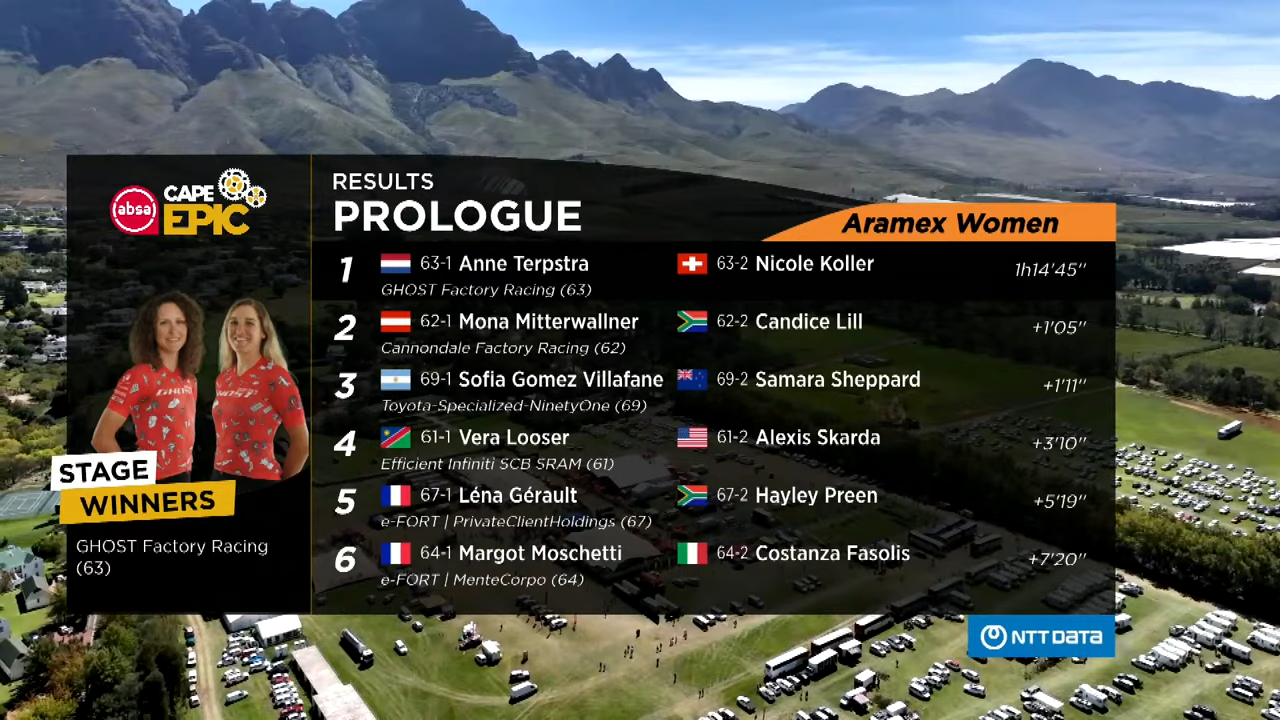 absa
CAPE
EPIC
RESULTS
PROLOGUE
Aramex Women
1 63-1 Anne Terpstra 63-2 Nicole Koller 1h14'45''
GHOST Factory Racing (63)
2 62-1 Mona Mitterwallner 62-2 Candice Lill +1'05''
Cannondale Factory Racing (62)
3 69-1 Sofia Gomez Villafane 69-2 Samara Sheppard +1'11''
Toyota-Specialized-NinetyOne (69)
4 61-1 Vera Looser 61-2 Alexis Skarda +3'10''
Efficient Infiniti SCB SRAM (61)
5 67-1 Léna Gérault 67-2 Hayley Preen +5'19''
e-FORT | PrivateClientHoldings (67)
6 64-1 Margot Moschetti 64-2 Costanza Fasolis +7'20''
e-FORT | MenteCorpo (64)
GHOST
STAGE
WINNERS
GHOST Factory Racing
(63)
NTT DATA